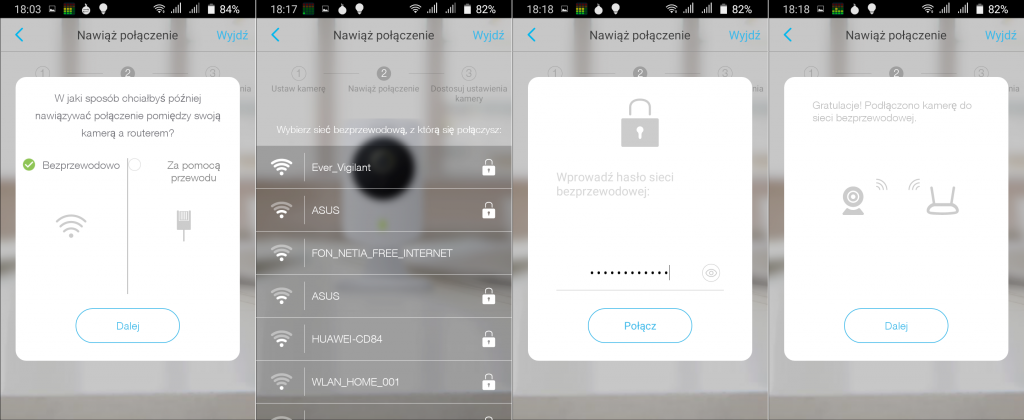 18:03
84%
Nawiąż połączenie
Wyjdź
1
2
3
W jaki sposób chciałbyś później
nawiązywać połączenie pomiędzy swoją
kamerą a routerem?
Bezprzewodowo
Za pomocą
przewodu
Dalej
18:17
82%
Nawiąż połączenie
Wyjdź
1
2
3
Ustaw kamerę
Nawiąż połączenie
Dostosuj ustawienia
kamery
Wybierz sieć bezprzewodową, z którą się połączysz:
Ever_Vigilant
ASUS
FON_NETIA_FREE_INTERNET
ASUS
HUAWEI-CD84
WLAN_HOME_001
18:18
82%
Nawiąż połączenie
Wyjdź
1
2
3
Wprowadź hasło sieci
bezprzewodowej:
••••••••••••
Połącz
18:18
82%
Nawiąż połączenie
Wyjdź
1
2
3
Gratulacje! Podłączono kamerę do
sieci bezprzewodowej.
Dalej